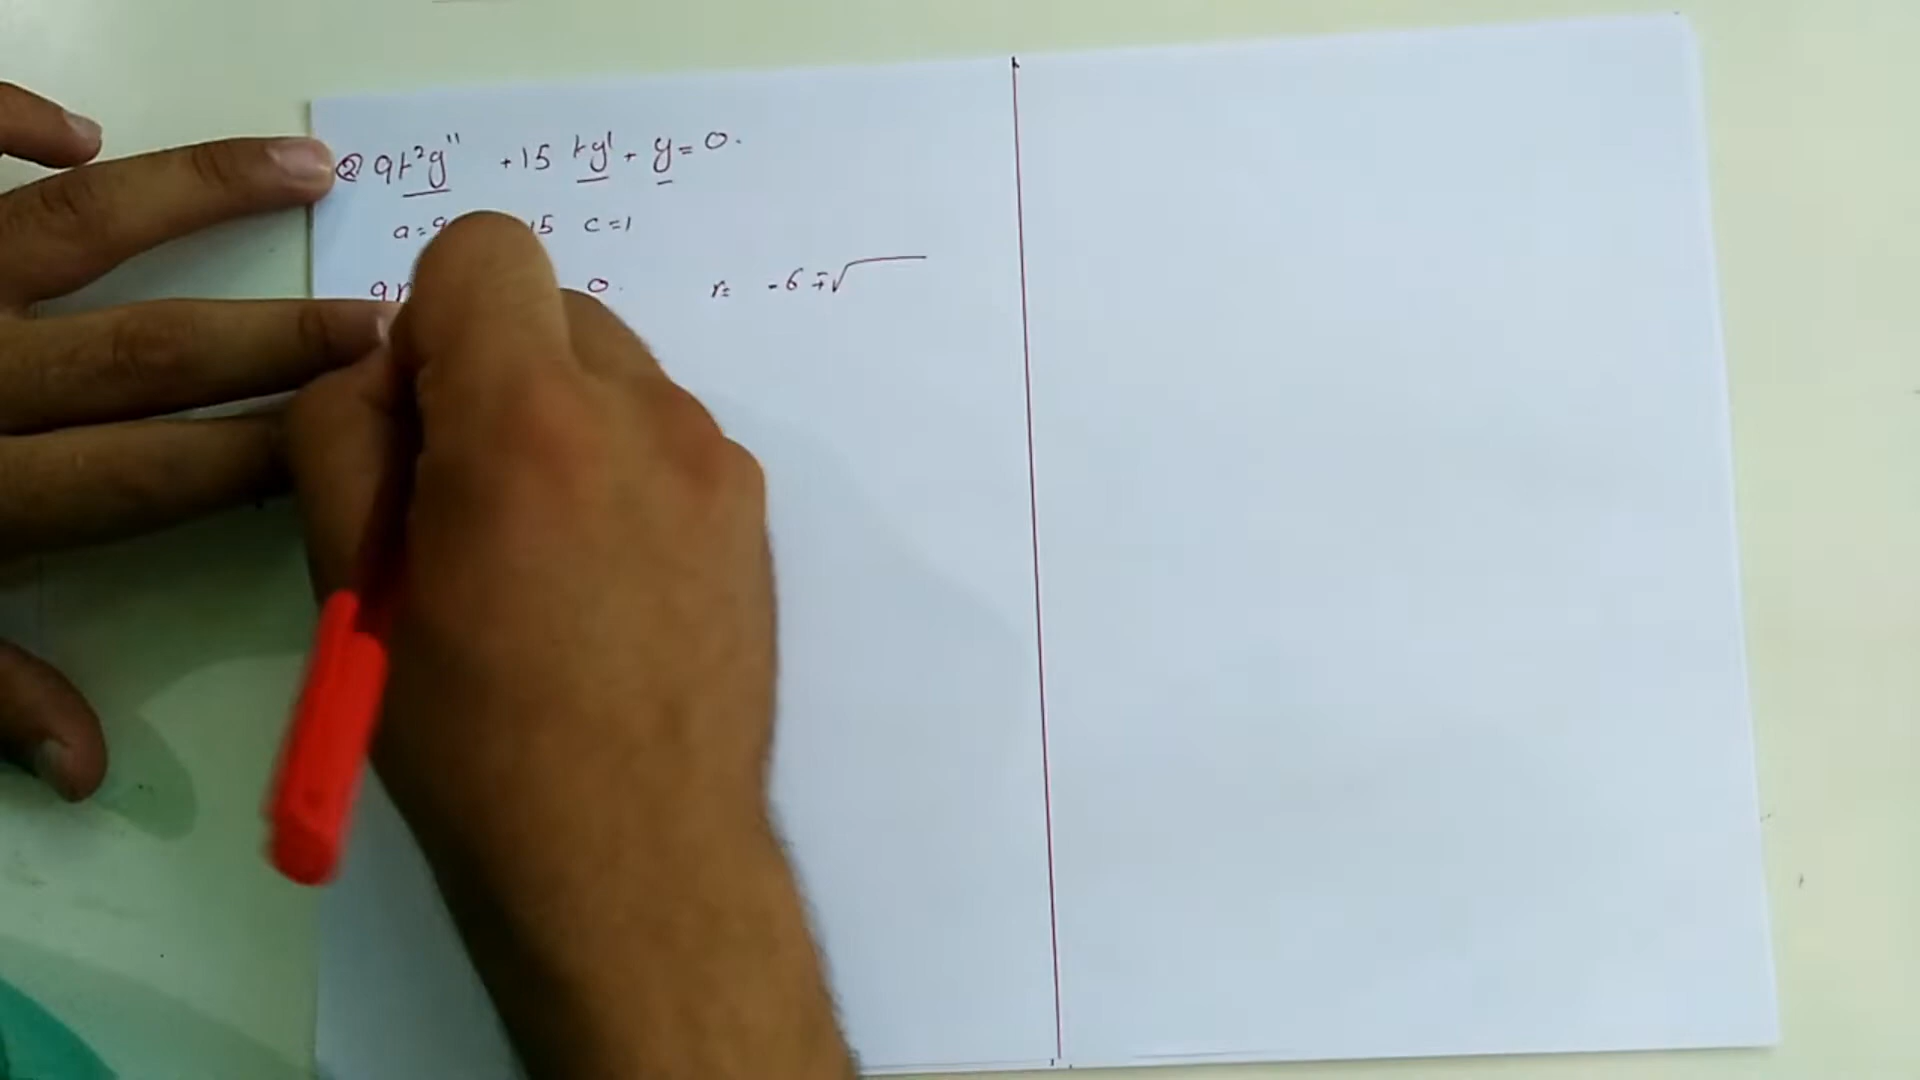 ② 9t²y'' + 15 ty' + y = 0.
a = 9 15 c = 1
9r 0. r = -6 ∓ √